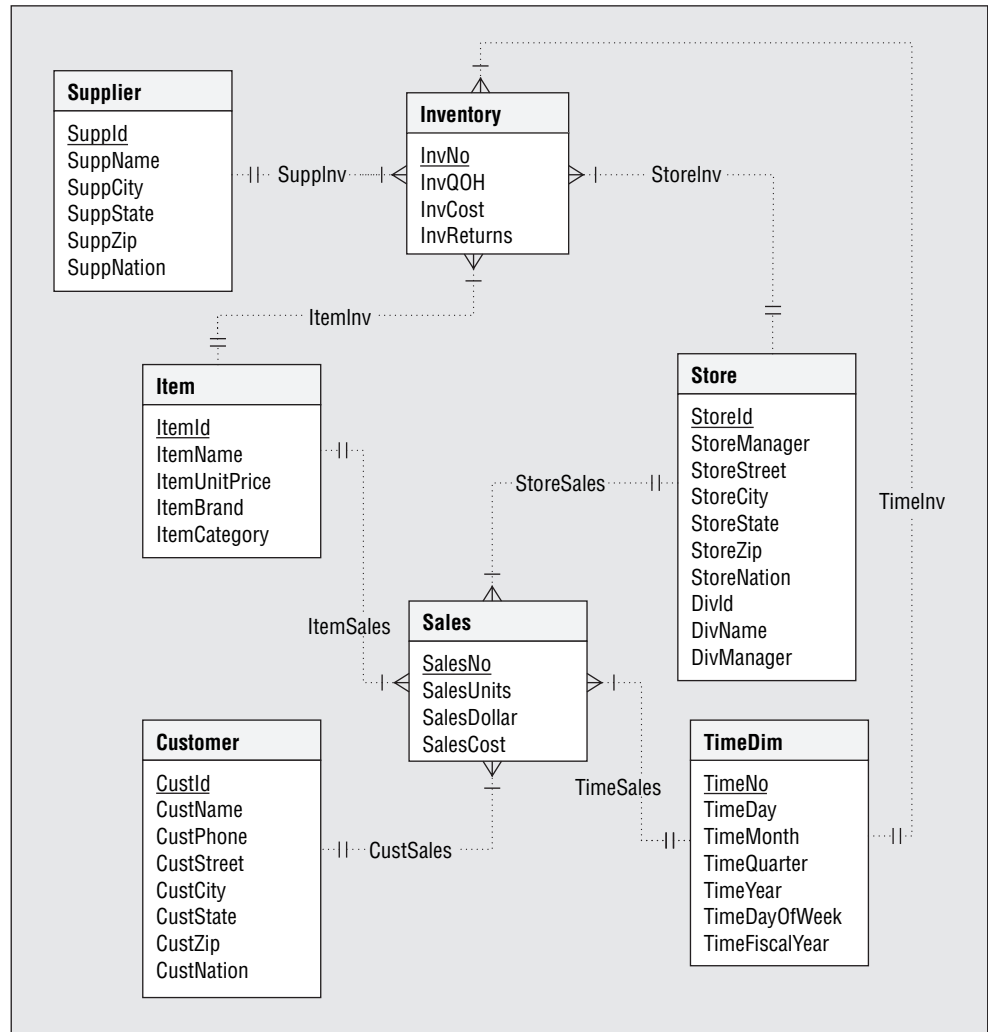 Supplier
SuppId
SuppName
SuppCity
SuppState
SuppZip
SuppNation
SuppInv
Inventory
InvNo
InvQOH
InvCost
InvReturns
StoreInv
ItemInv
Item
ItemId
ItemName
ItemUnitPrice
ItemBrand
ItemCategory
Store
StoreId
StoreManager
StoreStreet
StoreCity
StoreState
StoreZip
StoreNation
DivId
DivName
DivManager
StoreSales
TimeInv
ItemSales
Sales
SalesNo
SalesUnits
SalesDollar
SalesCost
Customer
CustId
CustName
CustPhone
CustStreet
CustCity
CustState
CustZip
CustNation
CustSales
TimeSales
TimeDim
TimeNo
TimeDay
TimeMonth
TimeQuarter
TimeYear
TimeDayOfWeek
TimeFiscalYear